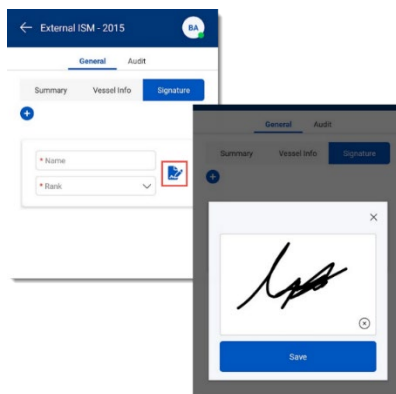 External ISM - 2015 BA
General Audit
Summary Vessel Info Signature
* Name
* Rank
General Audit
Summary Vessel Info Signature
Save